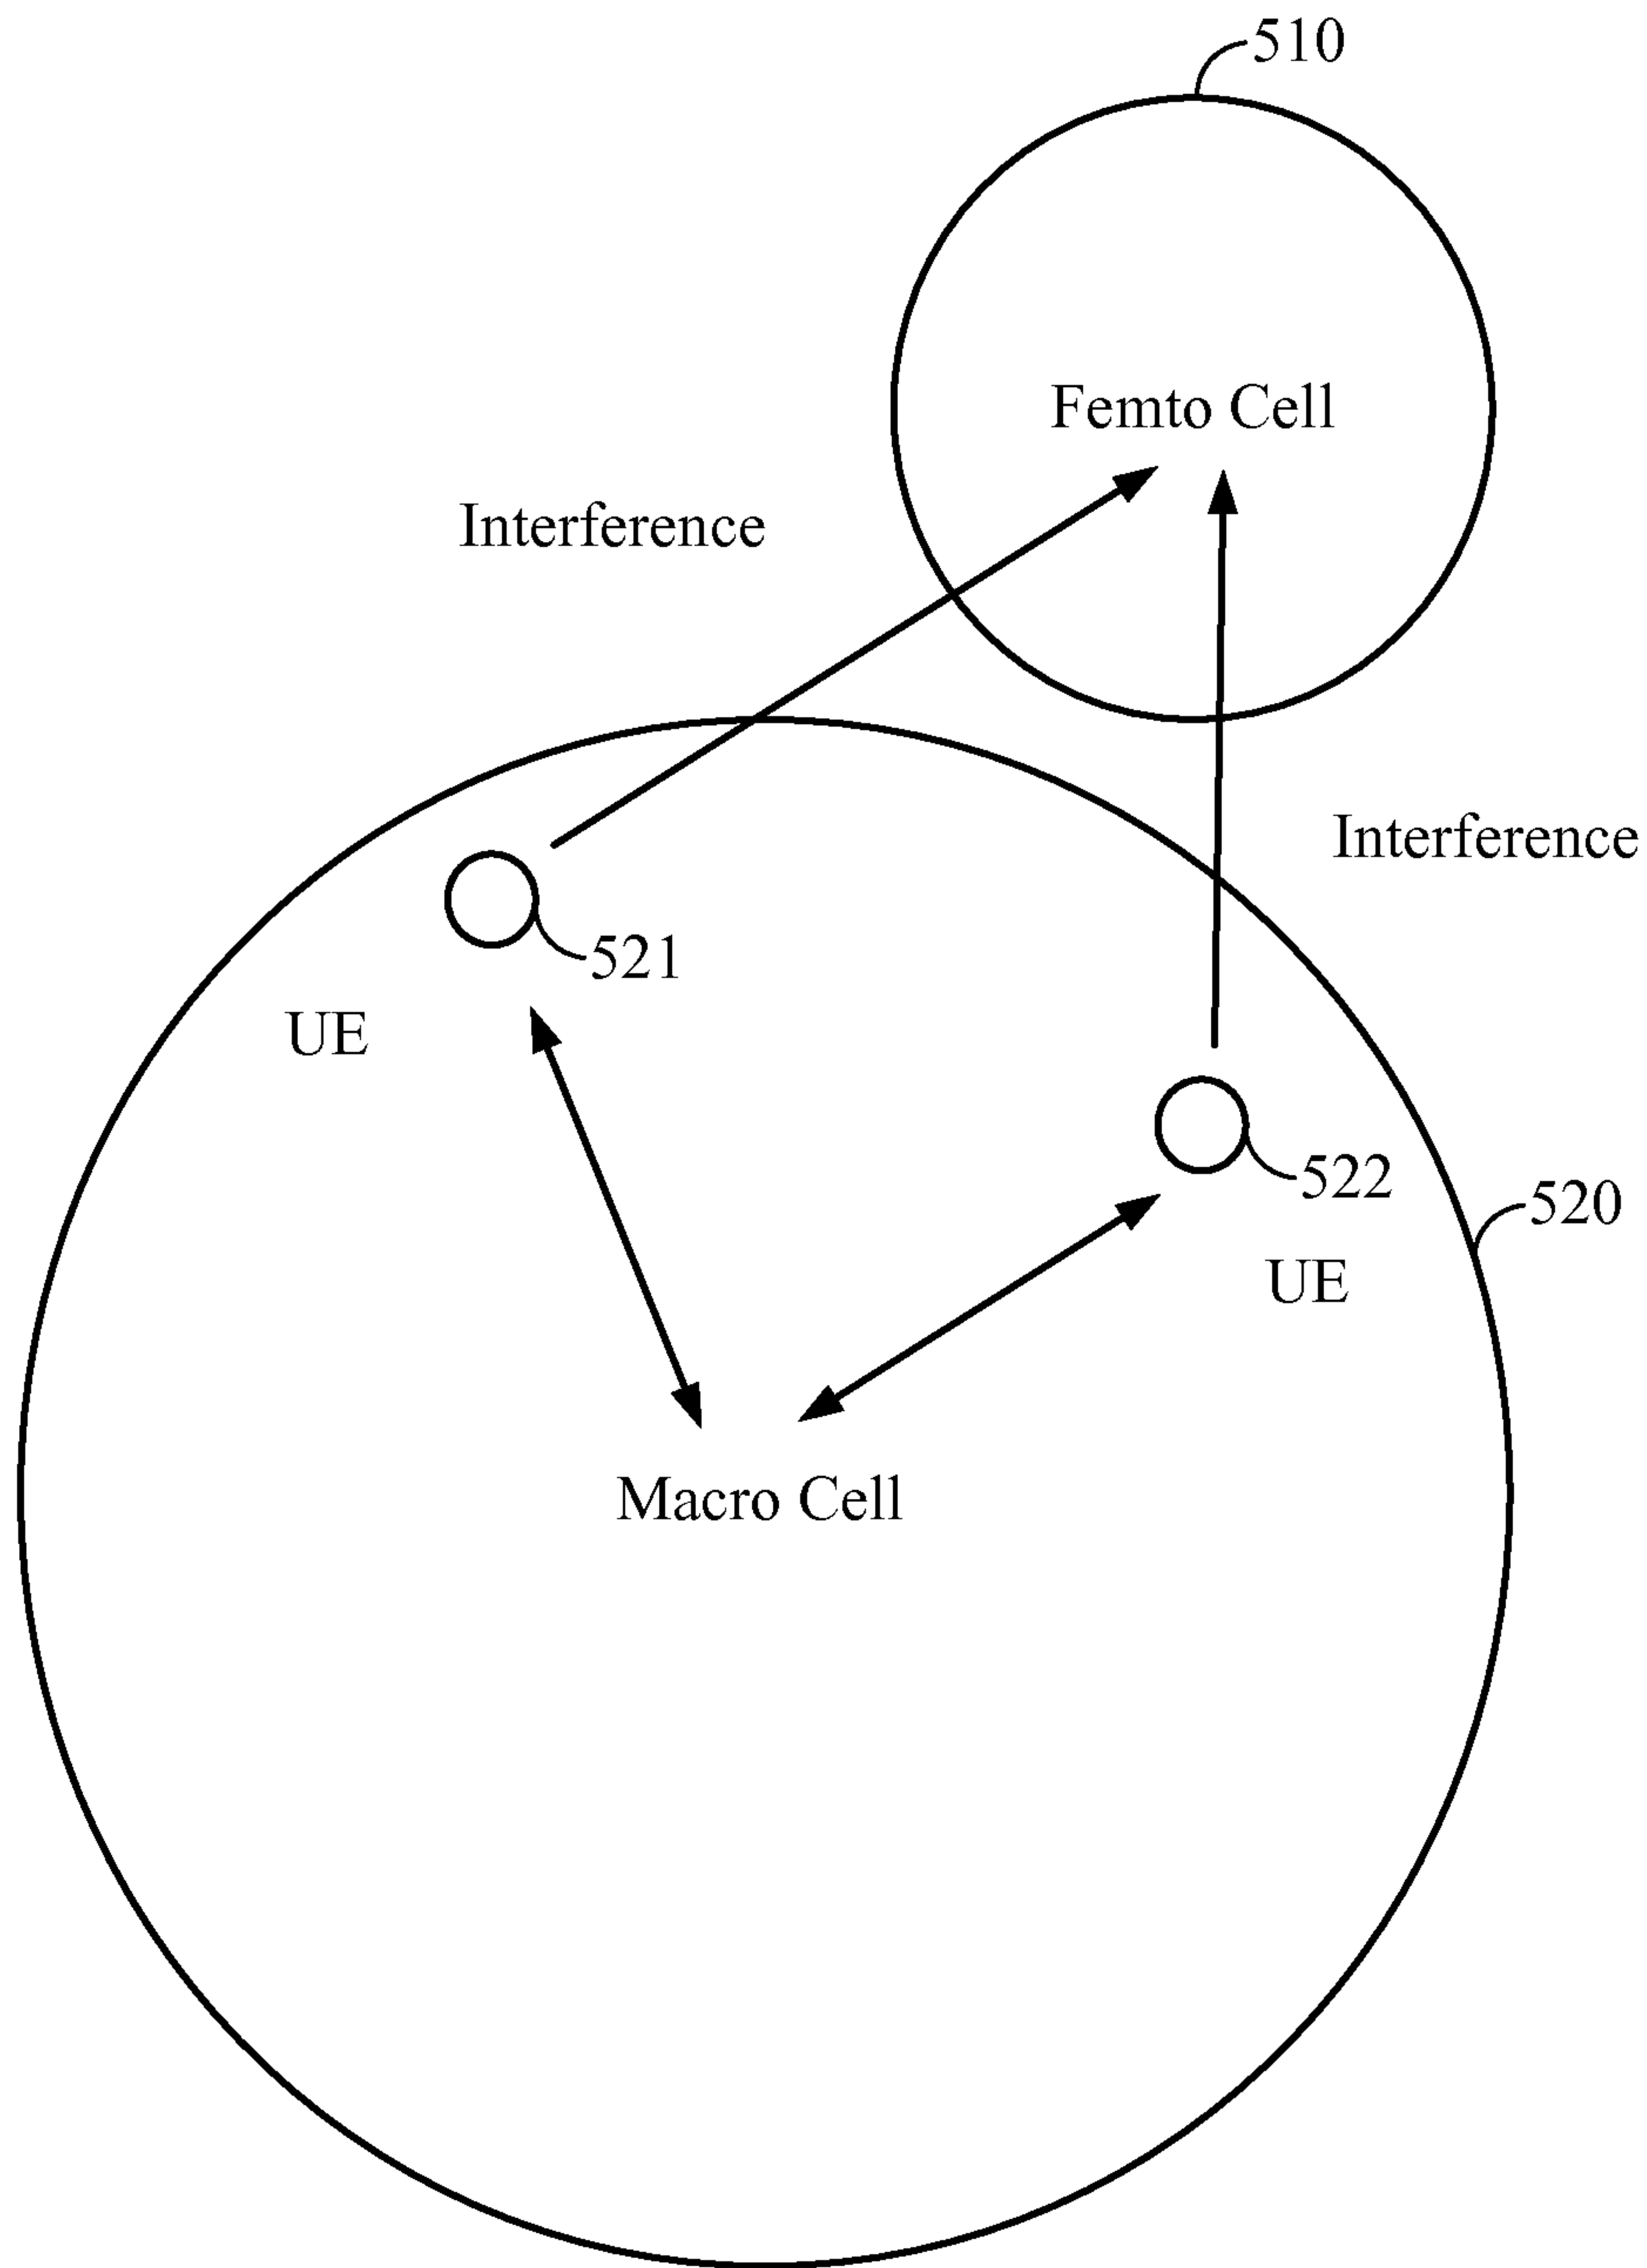 510
Femto Cell
Interference
Interference
521
UE
522
520
UE
Macro Cell